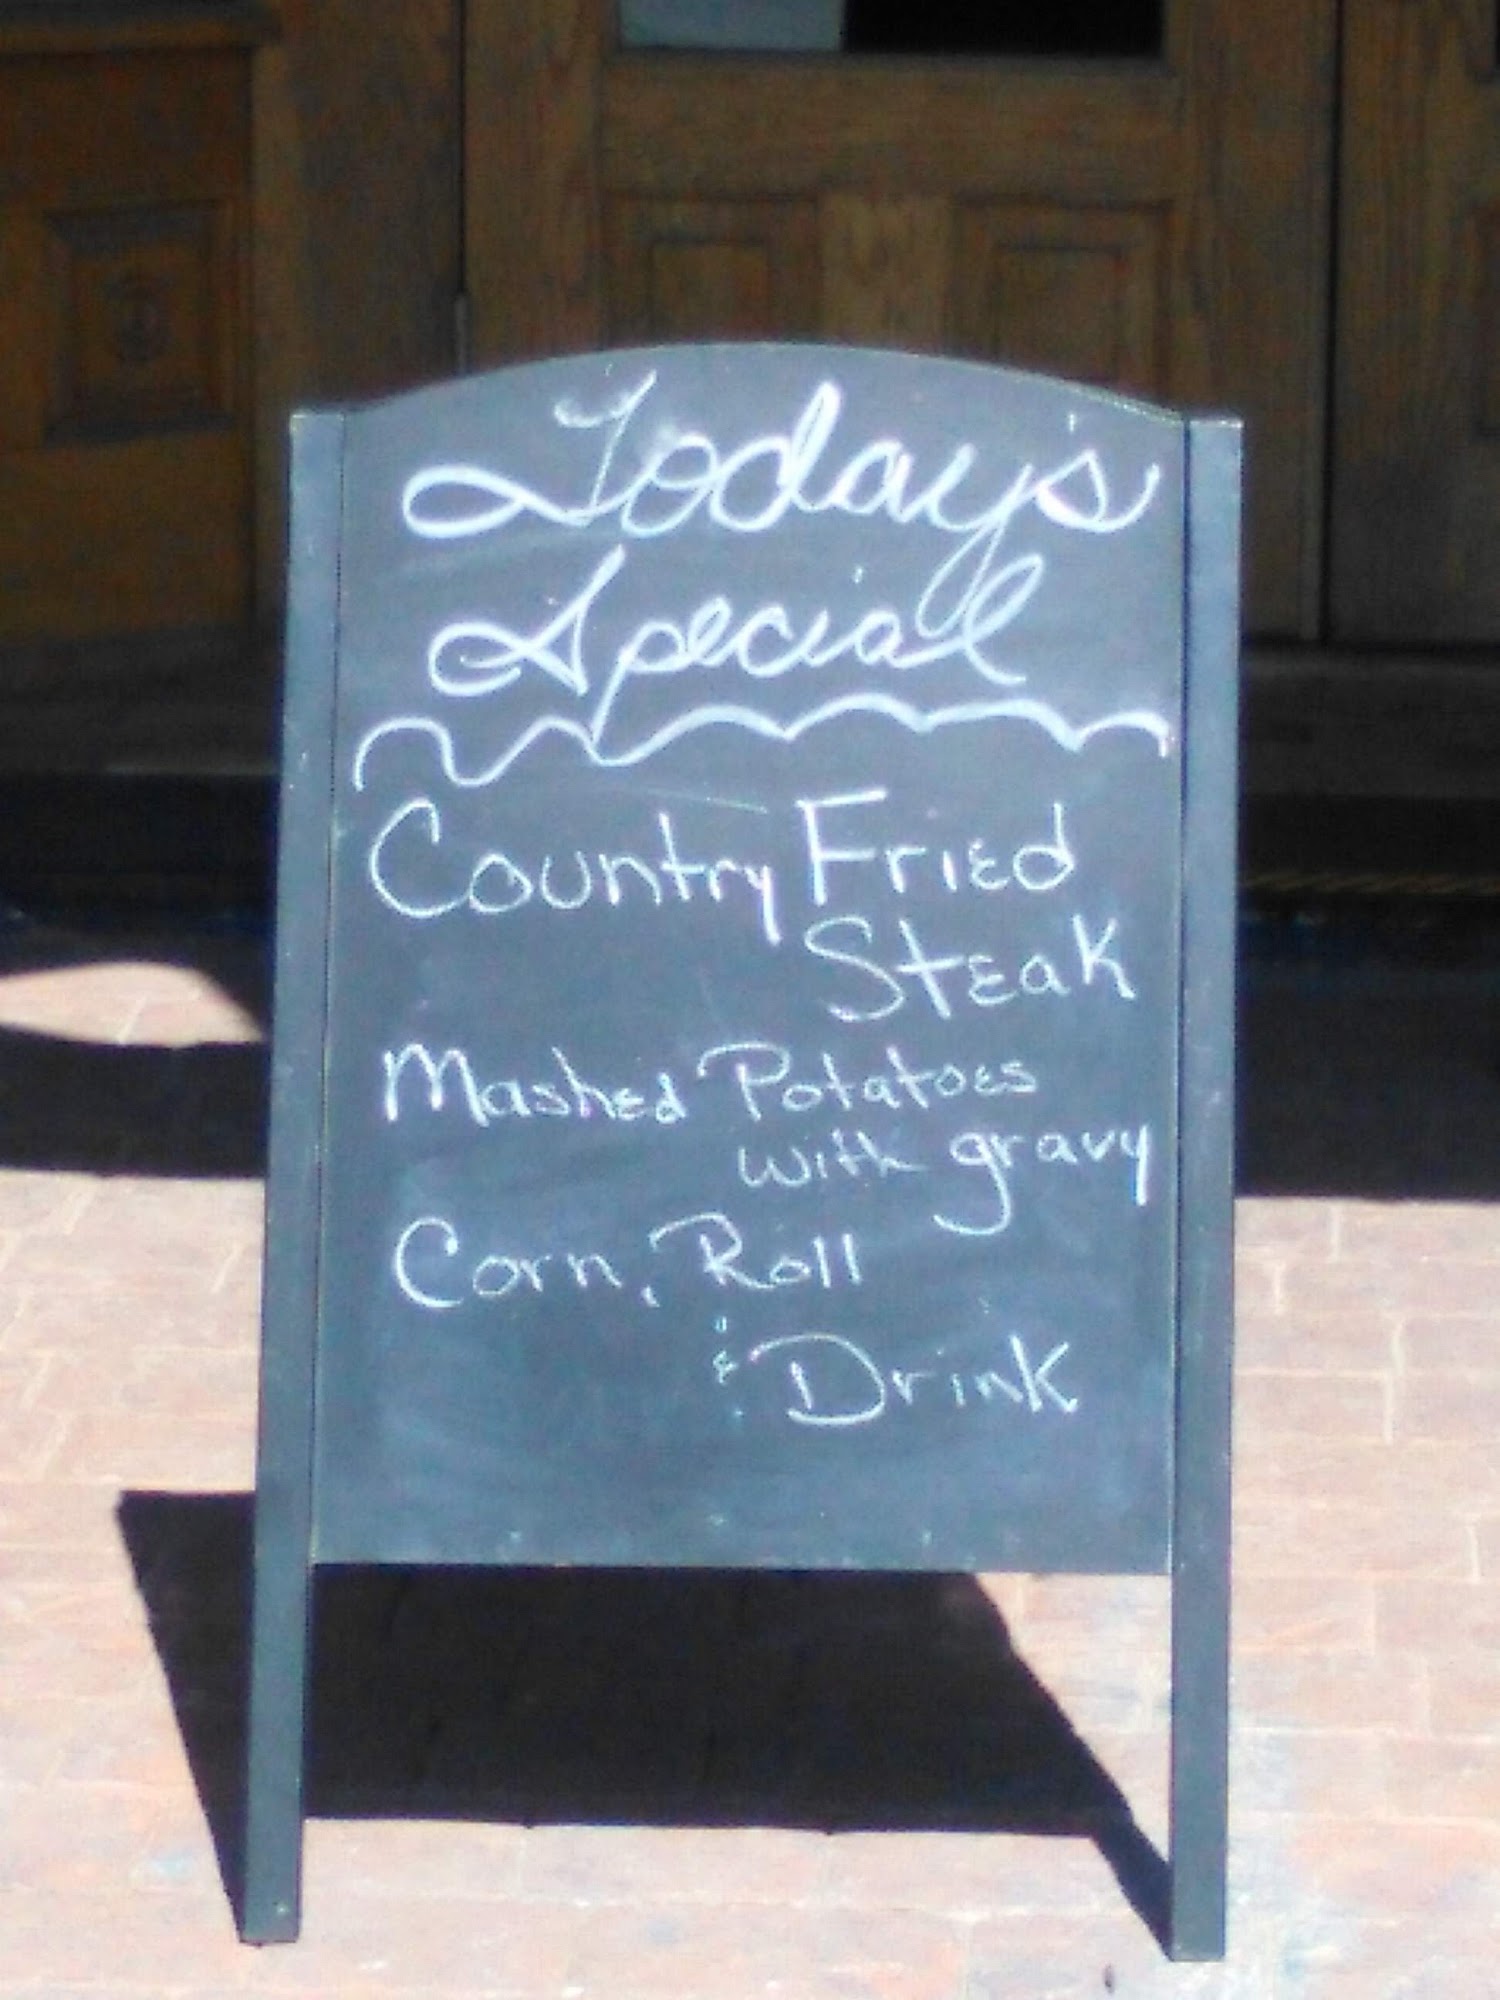 Today's
Special
Country Fried
Steak
Mashed Potatoes
with gravy
Corn, Roll
& Drink